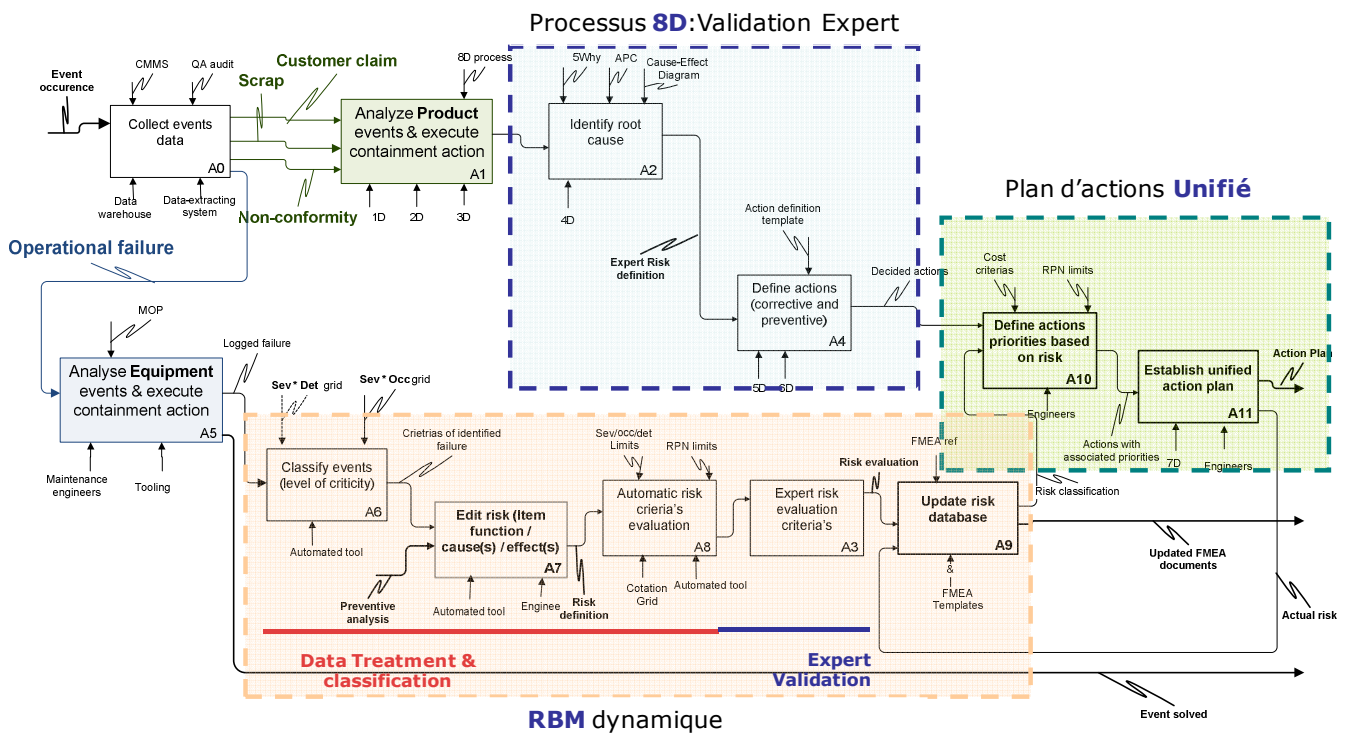 Processus 8D:Validation Expert
Event
occurence
CMMS
QA audit
Customer claim
Scrap
8D process
5Why
APC
Cause-Effect
Diagram
Collect events
data
A0
Analyze Product
events & execute
containment action
A1
Identify root
cause
A2
Data
warehouse
Data-extracting
system
Non-conformity
1D
2D
3D
4D
Plan d'actions Unifié
Operational failure
Action definition
template
Expert Risk
definition
Decided actions
Define actions
(corrective and
preventive)
A4
5D
6D
Cost
criterias
RPN limits
Define actions
priorities based
on risk
A10
Engineers
Establish unified
action plan
A11
Action Plan
Actions with
associated priorities
7D
Engineers
MOP
Logged failure
Analyse Equipment
events & execute
containment action
A5
Maintenance
engineers
Tooling
Sev* Det grid
Sev* Occ grid
Crietrias of identified
failure
Classify events
(level of criticity)
A6
Automated tool
Sev/occ/det
Limits
RPN limits
Risk evaluation
FMEA ref
Risk classification
Edit risk (Item
function /
cause(s) / effect(s)
A7
Automatic risk
crieria's
evaluation
A8
Expert risk
evaluation
criteria's
A3
Update risk
database
A9
Updated FMEA
documents
Preventive
analysis
Automated tool
Enginee
Risk
definition
Cotation
Grid
Automated tool
&
FMEA
Templates
Actual risk
Data Treatment &
classification
Expert
Validation
Event solved
RBM dynamique